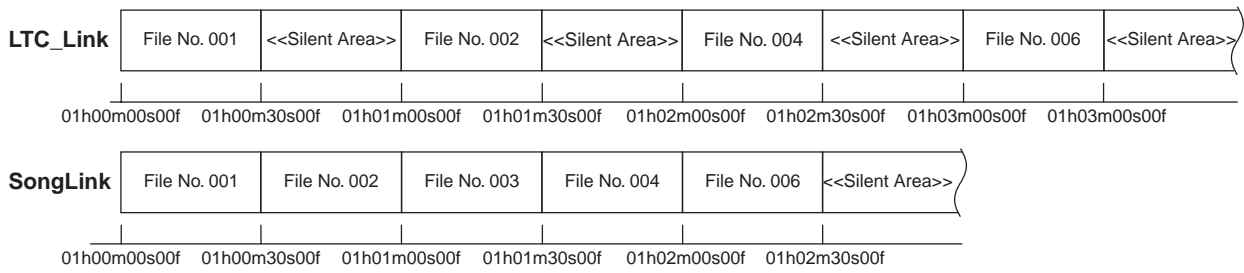 LTC_Link File No. 001 <<Silent Area>> File No. 002 <<Silent Area>> File No. 004 <<Silent Area>> File No. 006 <<Silent Area>>
01h00m00s00f 01h00m30s00f 01h01m00s00f 01h01m30s00f 01h02m00s00f 01h02m30s00f 01h03m00s00f 01h03m00s00f
SongLink File No. 001 File No. 002 File No. 003 File No. 004 File No. 006 <<Silent Area>>
01h00m00s00f 01h00m30s00f 01h01m00s00f 01h01m30s00f 01h02m00s00f 01h02m30s00f